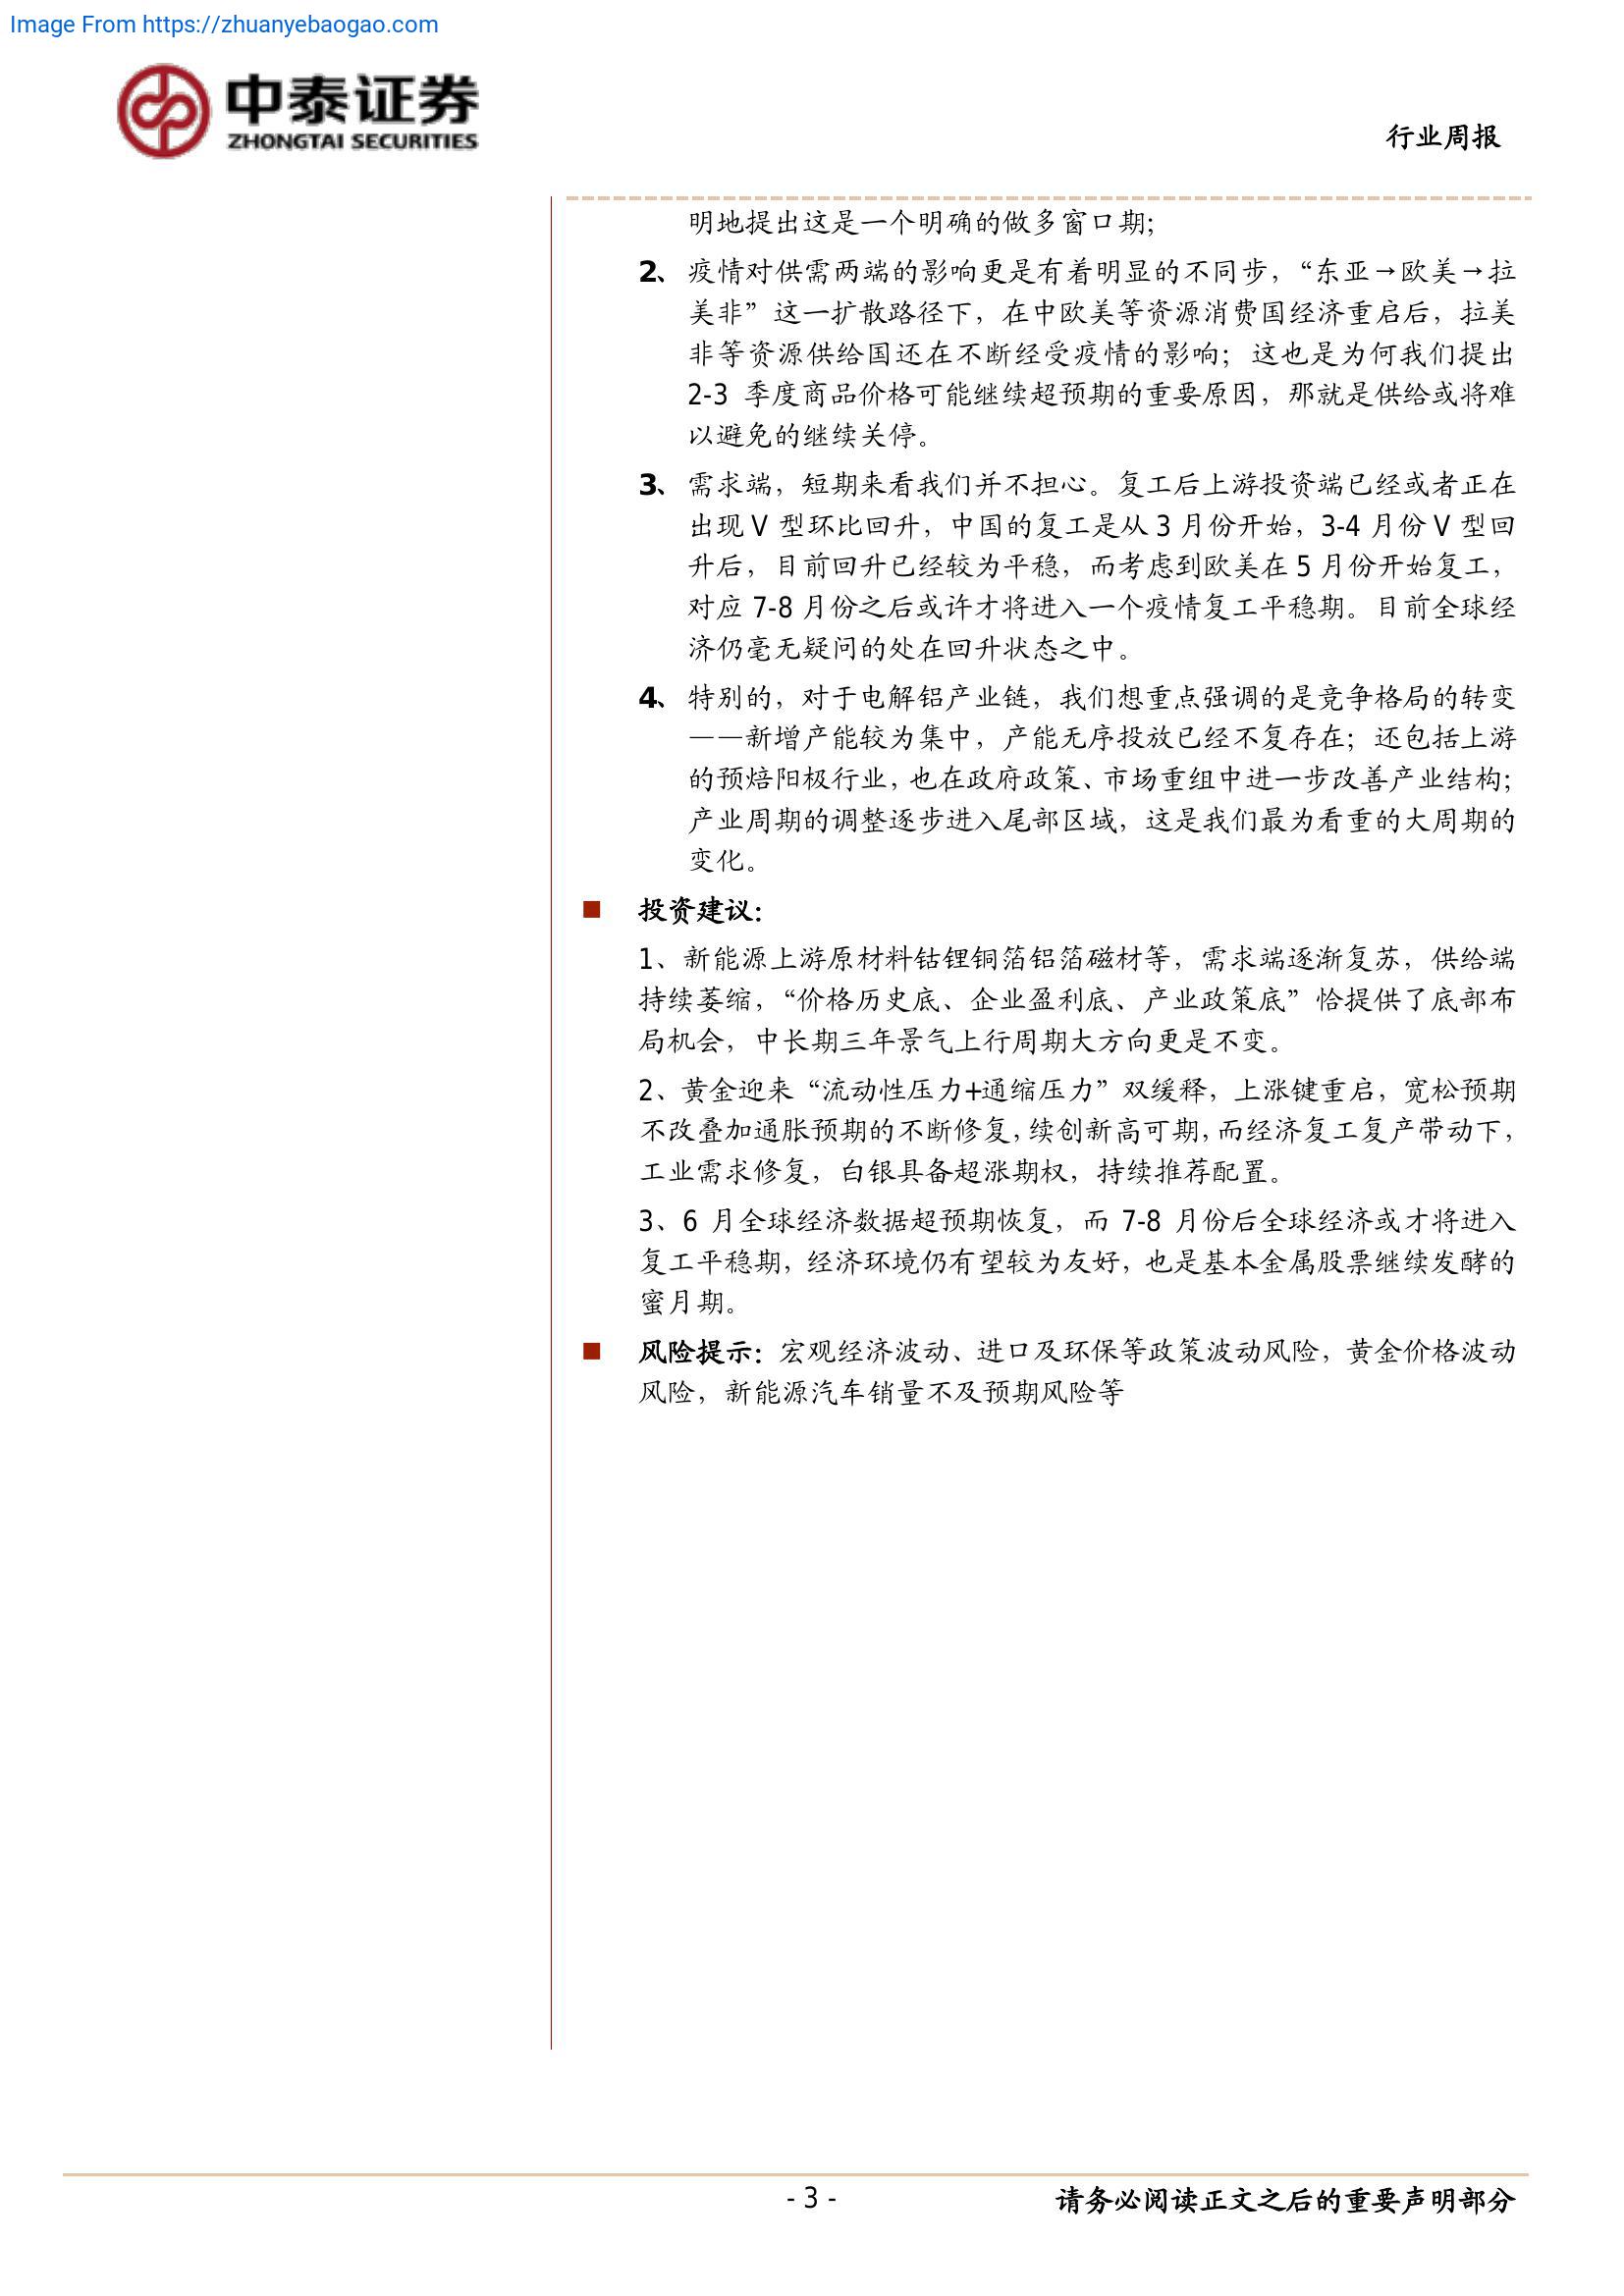 Image From https://zhuanyebaogao.com
中泰证券
ZHONGTAI SECURITIES
行业周报
明地提出这是一个明确的做多窗口期；
2、疫情对供需两端的影响更是有着明显的不同步，“东亚→欧美→拉
美非”这一扩散路径下，在中欧美等资源消费国经济重启后，拉美
非等资源供给国还在不断经受疫情的影响；这也是为何我们提出
2-3 季度商品价格可能继续超预期的重要原因，那就是供给或将难
以避免的继续关停。
3、需求端，短期来看我们并不担心。复工后上游投资端已经或者正在
出现 V 型环比回升，中国的复工是从 3 月份开始，3-4 月份 V 型回
升后，目前回升已经较为平稳，而考虑到欧美在 5 月份开始复工，
对应 7-8 月份之后或许才将进入一个疫情复工平稳期。目前全球经
济仍毫无疑问的处在回升状态之中。
4、特别的，对于电解铝产业链，我们想重点强调的是竞争格局的转变
——新增产能较为集中，产能无序投放已经不复存在；还包括上游
的预焙阳极行业，也在政府政策、市场重组中进一步改善产业结构；
产业周期的调整逐步进入尾部区域，这是我们最为看重的大周期的
变化。
■ 投资建议：
1、新能源上游原材料钴锂铜箔铝箔磁材等，需求端逐渐复苏，供给端
持续萎缩，“价格历史底、企业盈利底、产业政策底”恰提供了底部布
局机会，中长期三年景气上行周期大方向更是不变。
2、黄金迎来“流动性压力+通缩压力”双缓释，上涨键重启，宽松预期
不改叠加通胀预期的不断修复，续创新高可期，而经济复工复产带动下，
工业需求修复，白银具备超涨期权，持续推荐配置。
3、6 月全球经济数据超预期恢复，而 7-8 月份后全球经济或才将进入
复工平稳期，经济环境仍有望较为友好，也是基本金属股票继续发酵的
蜜月期。
■ 风险提示：宏观经济波动、进口及环保等政策波动风险，黄金价格波动
风险，新能源汽车销量不及预期风险等
- 3 -
请务必阅读正文之后的重要声明部分